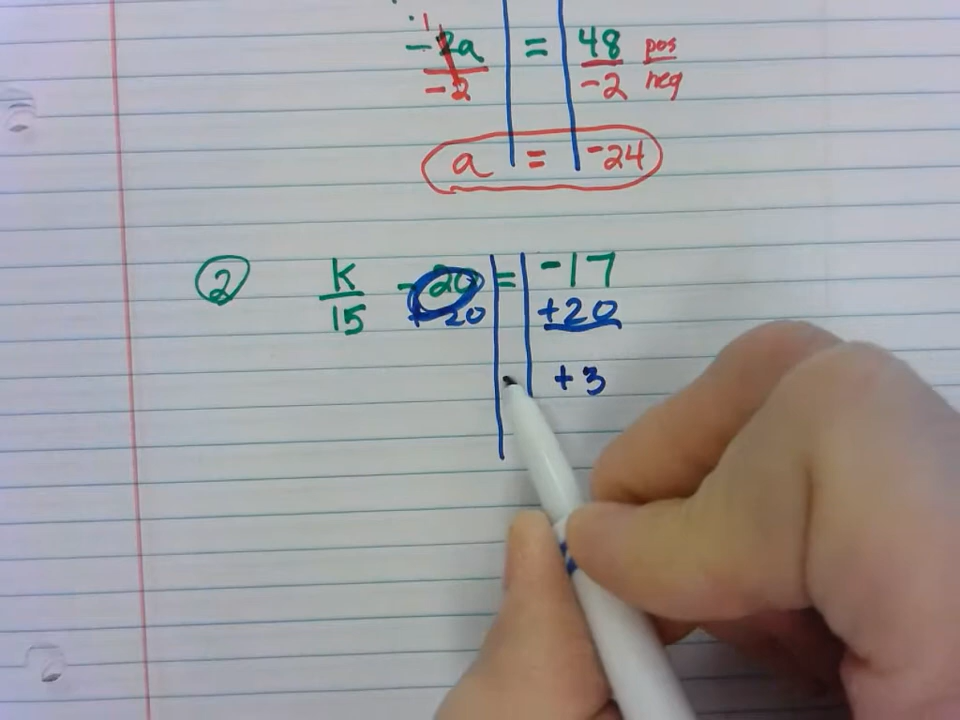 -2a = 48 pos
-2 -2 neg
a = -24
2 K - 20 = -17
15 + 20 +20
+3